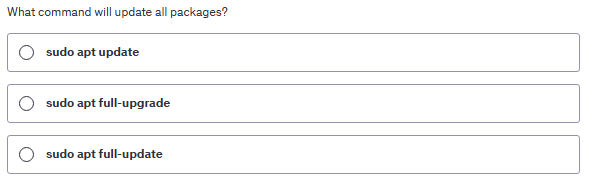 What command will update all packages?
sudo apt update
sudo apt full-upgrade
sudo apt full-update